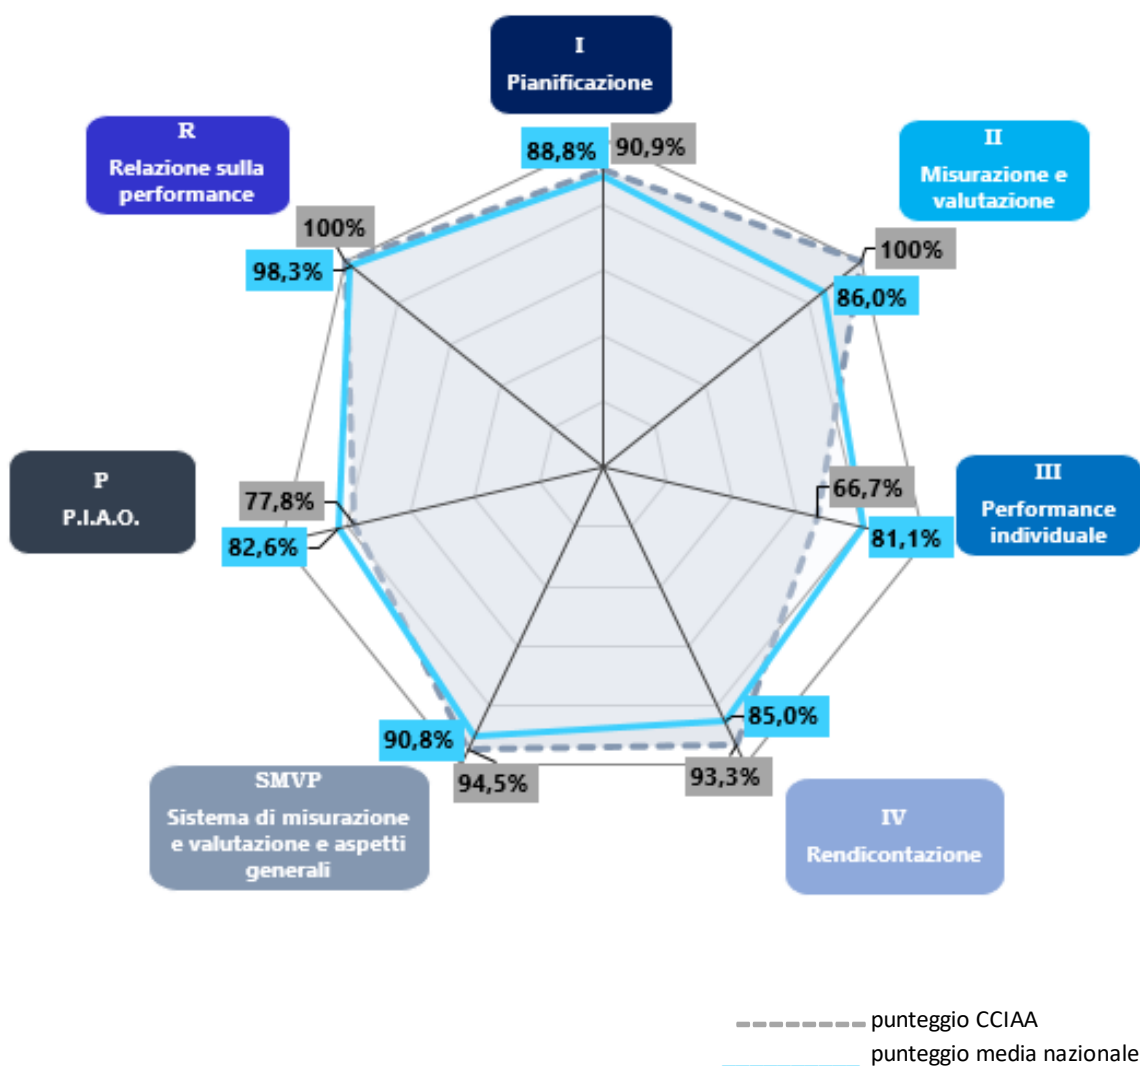 I
Pianificazione
R
Relazione sulla
performance
II
Misurazione e
valutazione
88,8%
90,9%
100%
98,3%
100%
86,0%
P
P.I.A.O.
77,8%
82,6%
66,7%
81,1%
III
Performance
individuale
90,8%
94,5%
85,0%
93,3%
SMVP
Sistema di misurazione
e valutazione e aspetti
generali
IV
Rendicontazione
punteggio CCIAA
punteggio media nazionale